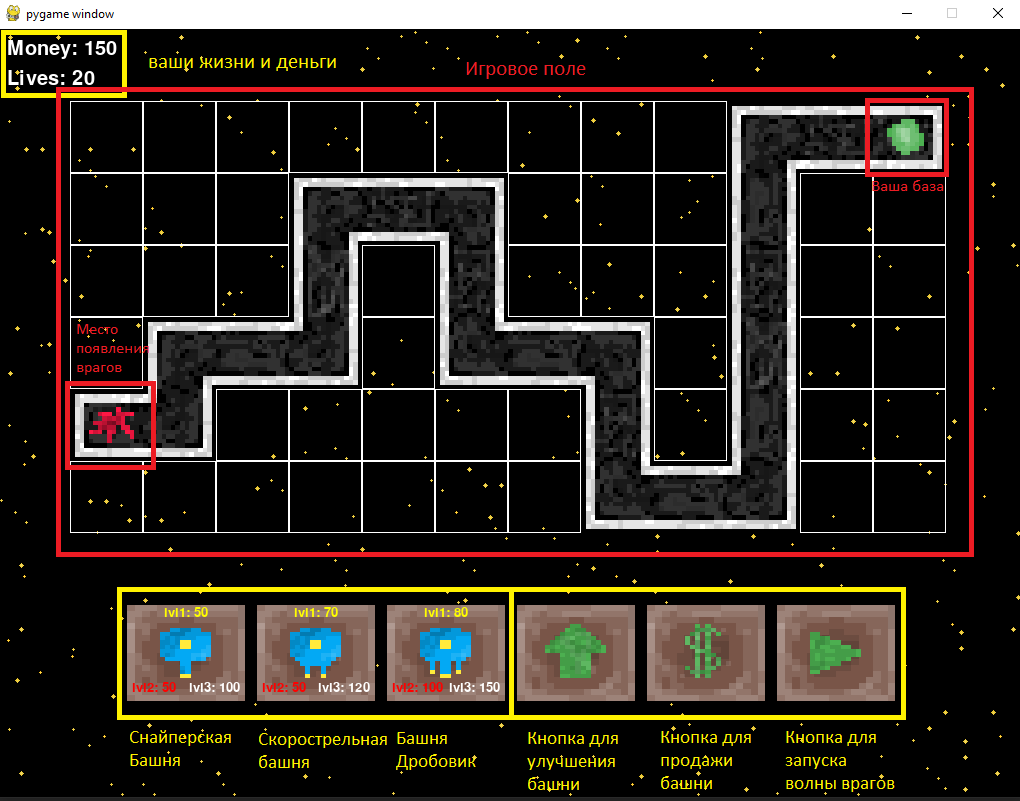 pygame window
Money: 150
Lives: 20
ваши жизни и деньги
Игровое поле
Ваша база
Место
появления
врагов
lvl1: 50
lvl2: 50 lvl3: 100
lvl1: 70
lvl2: 50 lvl3: 120
lvl1: 80
lvl2: 100 lvl3: 150
Снайперская
Башня
Скорострельная
башня
Башня
Дробовик
Кнопка для
улучшения
башни
Кнопка для
продажи
башни
Кнопка для
запуска
волны врагов